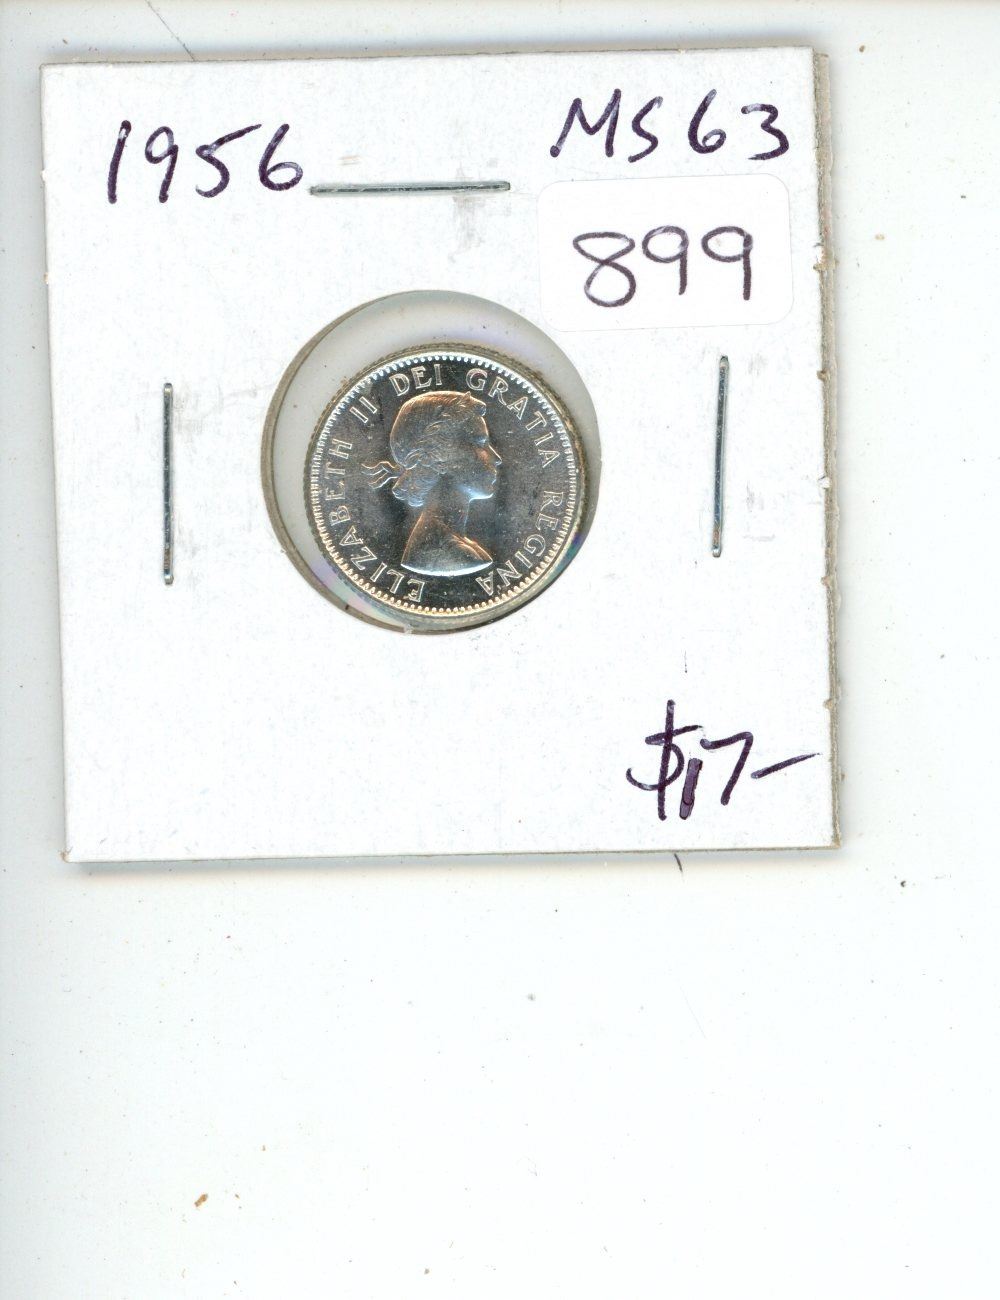 1956 MS63
899
ELIZABETH II DEI GRATIA REGINA
$17-